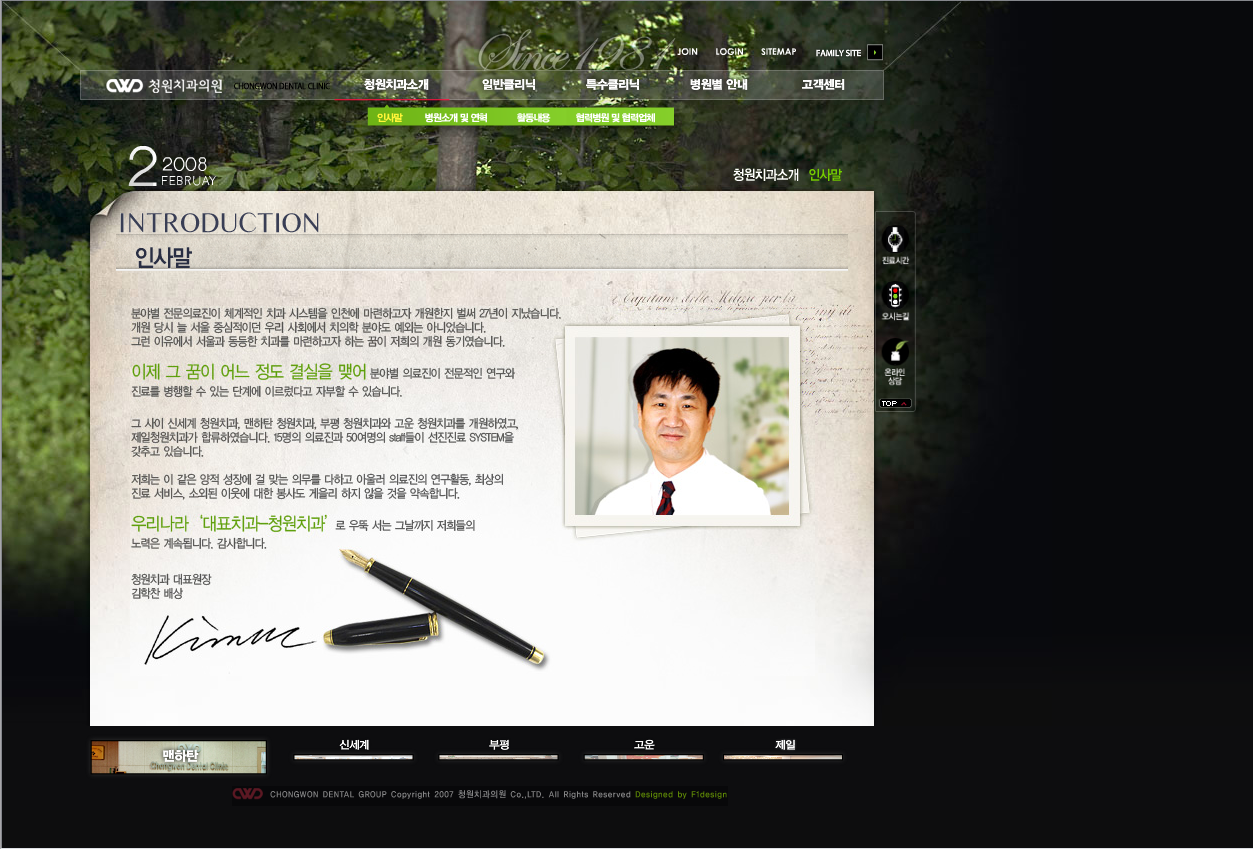 Since 1984
JOIN LOGIN SITEMAP FAMILY SITE
CWD 청원치과의원 CHONGWON DENTAL CLINIC
청원치과소개 일반클리닉 특수클리닉 병원별 안내 고객센터
인사말 병원소개 및 연혁 활동내용 협력병원 및 협력업체
2 2008
FEBRUAY
청원치과소개 인사말
INTRODUCTION
인사말
분야별 전문의료진이 체계적인 치과 시스템을 인천에 마련하고자 개원한지 벌써 27년이 지났습니다.
개원 당시 늘 서울 중심적이던 우리 사회에서 치의학 분야도 예외는 아니었습니다.
그런 이유에서 서울과 동등한 치과를 마련하고자 하는 꿈이 저희의 개원 동기였습니다.
이제 그 꿈이 어느 정도 결실을 맺어 분야별 의료진이 전문적인 연구와
진료를 병행할 수 있는 단계에 이르렀다고 자부할 수 있습니다.
그 사이 신세계 청원치과, 맨하탄 청원치과, 부평 청원치과와 고운 청원치과를 개원하였고,
제일청원치과가 합류하였습니다. 15명의 의료진과 50여명의 staff들이 선진진료 SYSTEM을
갖추고 있습니다.
저희는 이 같은 양적 성장에 걸 맞는 의무를 다하고 아울러 의료진의 연구활동, 최상의
진료 서비스, 소외된 이웃에 대한 봉사도 게을리 하지 않을 것을 약속합니다.
우리나라 ‘대표치과-청원치과’ 로 우뚝 서는 그날까지 저희들의
노력은 계속됩니다. 감사합니다.
청원치과 대표원장
김학찬 배상
진료시간
오시는길
온라인
상담
TOP
맨하탄 신세계 부평 고운 제일
Chongwon Dental Clinic
CWD CHONGWON DENTAL GROUP Copyright 2007 청원치과의원 Co.,LTD. All Rights Reserved Designed by F1design